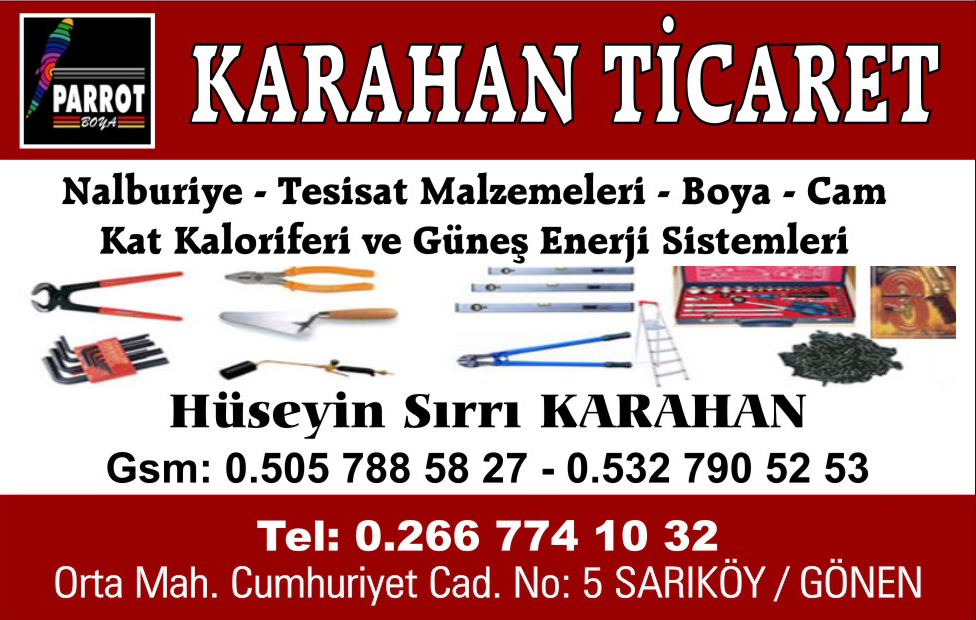 PARROT
BOYA
KARAHAN TİCARET
Nalburiye - Tesisat Malzemeleri - Boya - Cam
Kat Kaloriferi ve Güneş Enerji Sistemleri
Hüseyin Sırrı KARAHAN
Gsm: 0.505 788 58 27 - 0.532 790 52 53
Tel: 0.266 774 10 32
Orta Mah. Cumhuriyet Cad. No: 5 SARIKÖY / GÖNEN